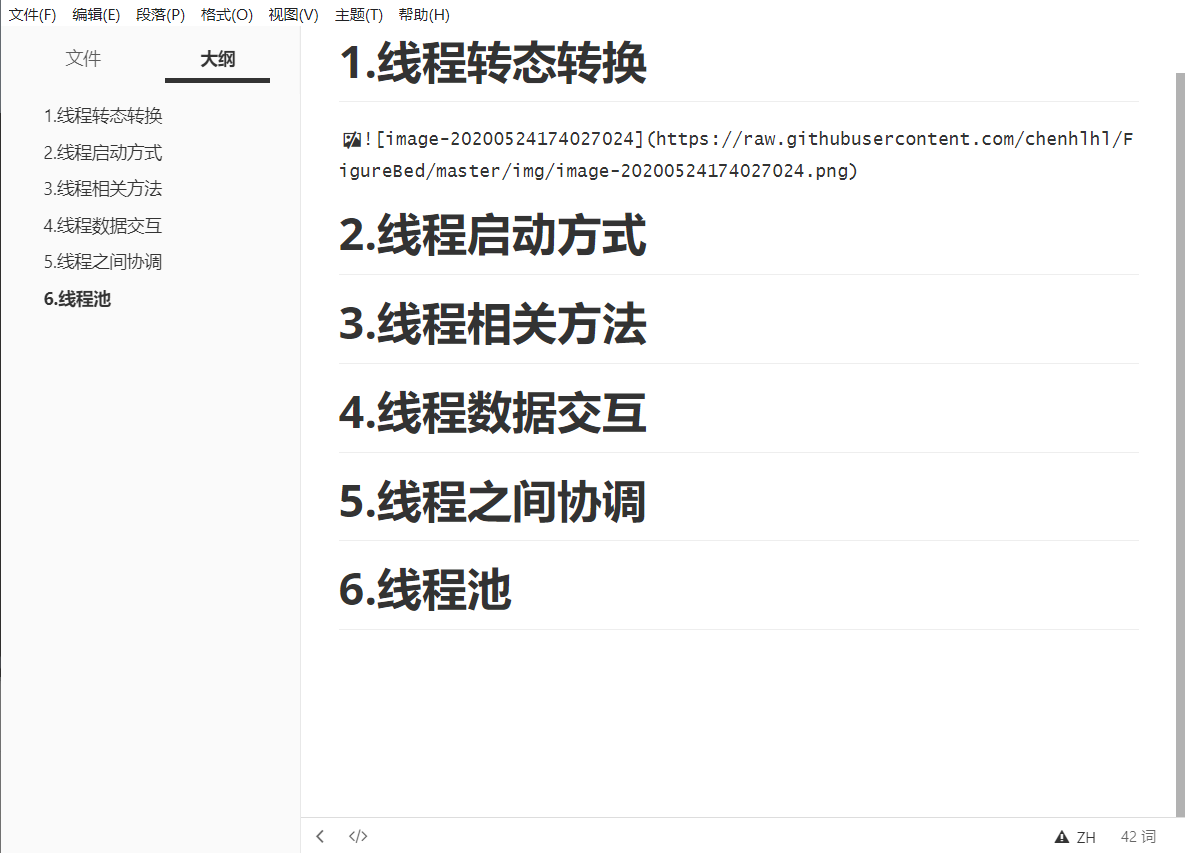 文件(F) 编辑(E) 段落(P) 格式(O) 视图(V) 主题(T) 帮助(H)
文件 大纲
1.线程转态转换
2.线程启动方式
3.线程相关方法
4.线程数据交互
5.线程之间协调
6.线程池
1.线程转态转换
![image-20200524174027024](https://raw.githubusercontent.com/chenhlhl/F
igureBed/master/img/image-20200524174027024.png)
2.线程启动方式
3.线程相关方法
4.线程数据交互
5.线程之间协调
6.线程池
</> ZH 42 词